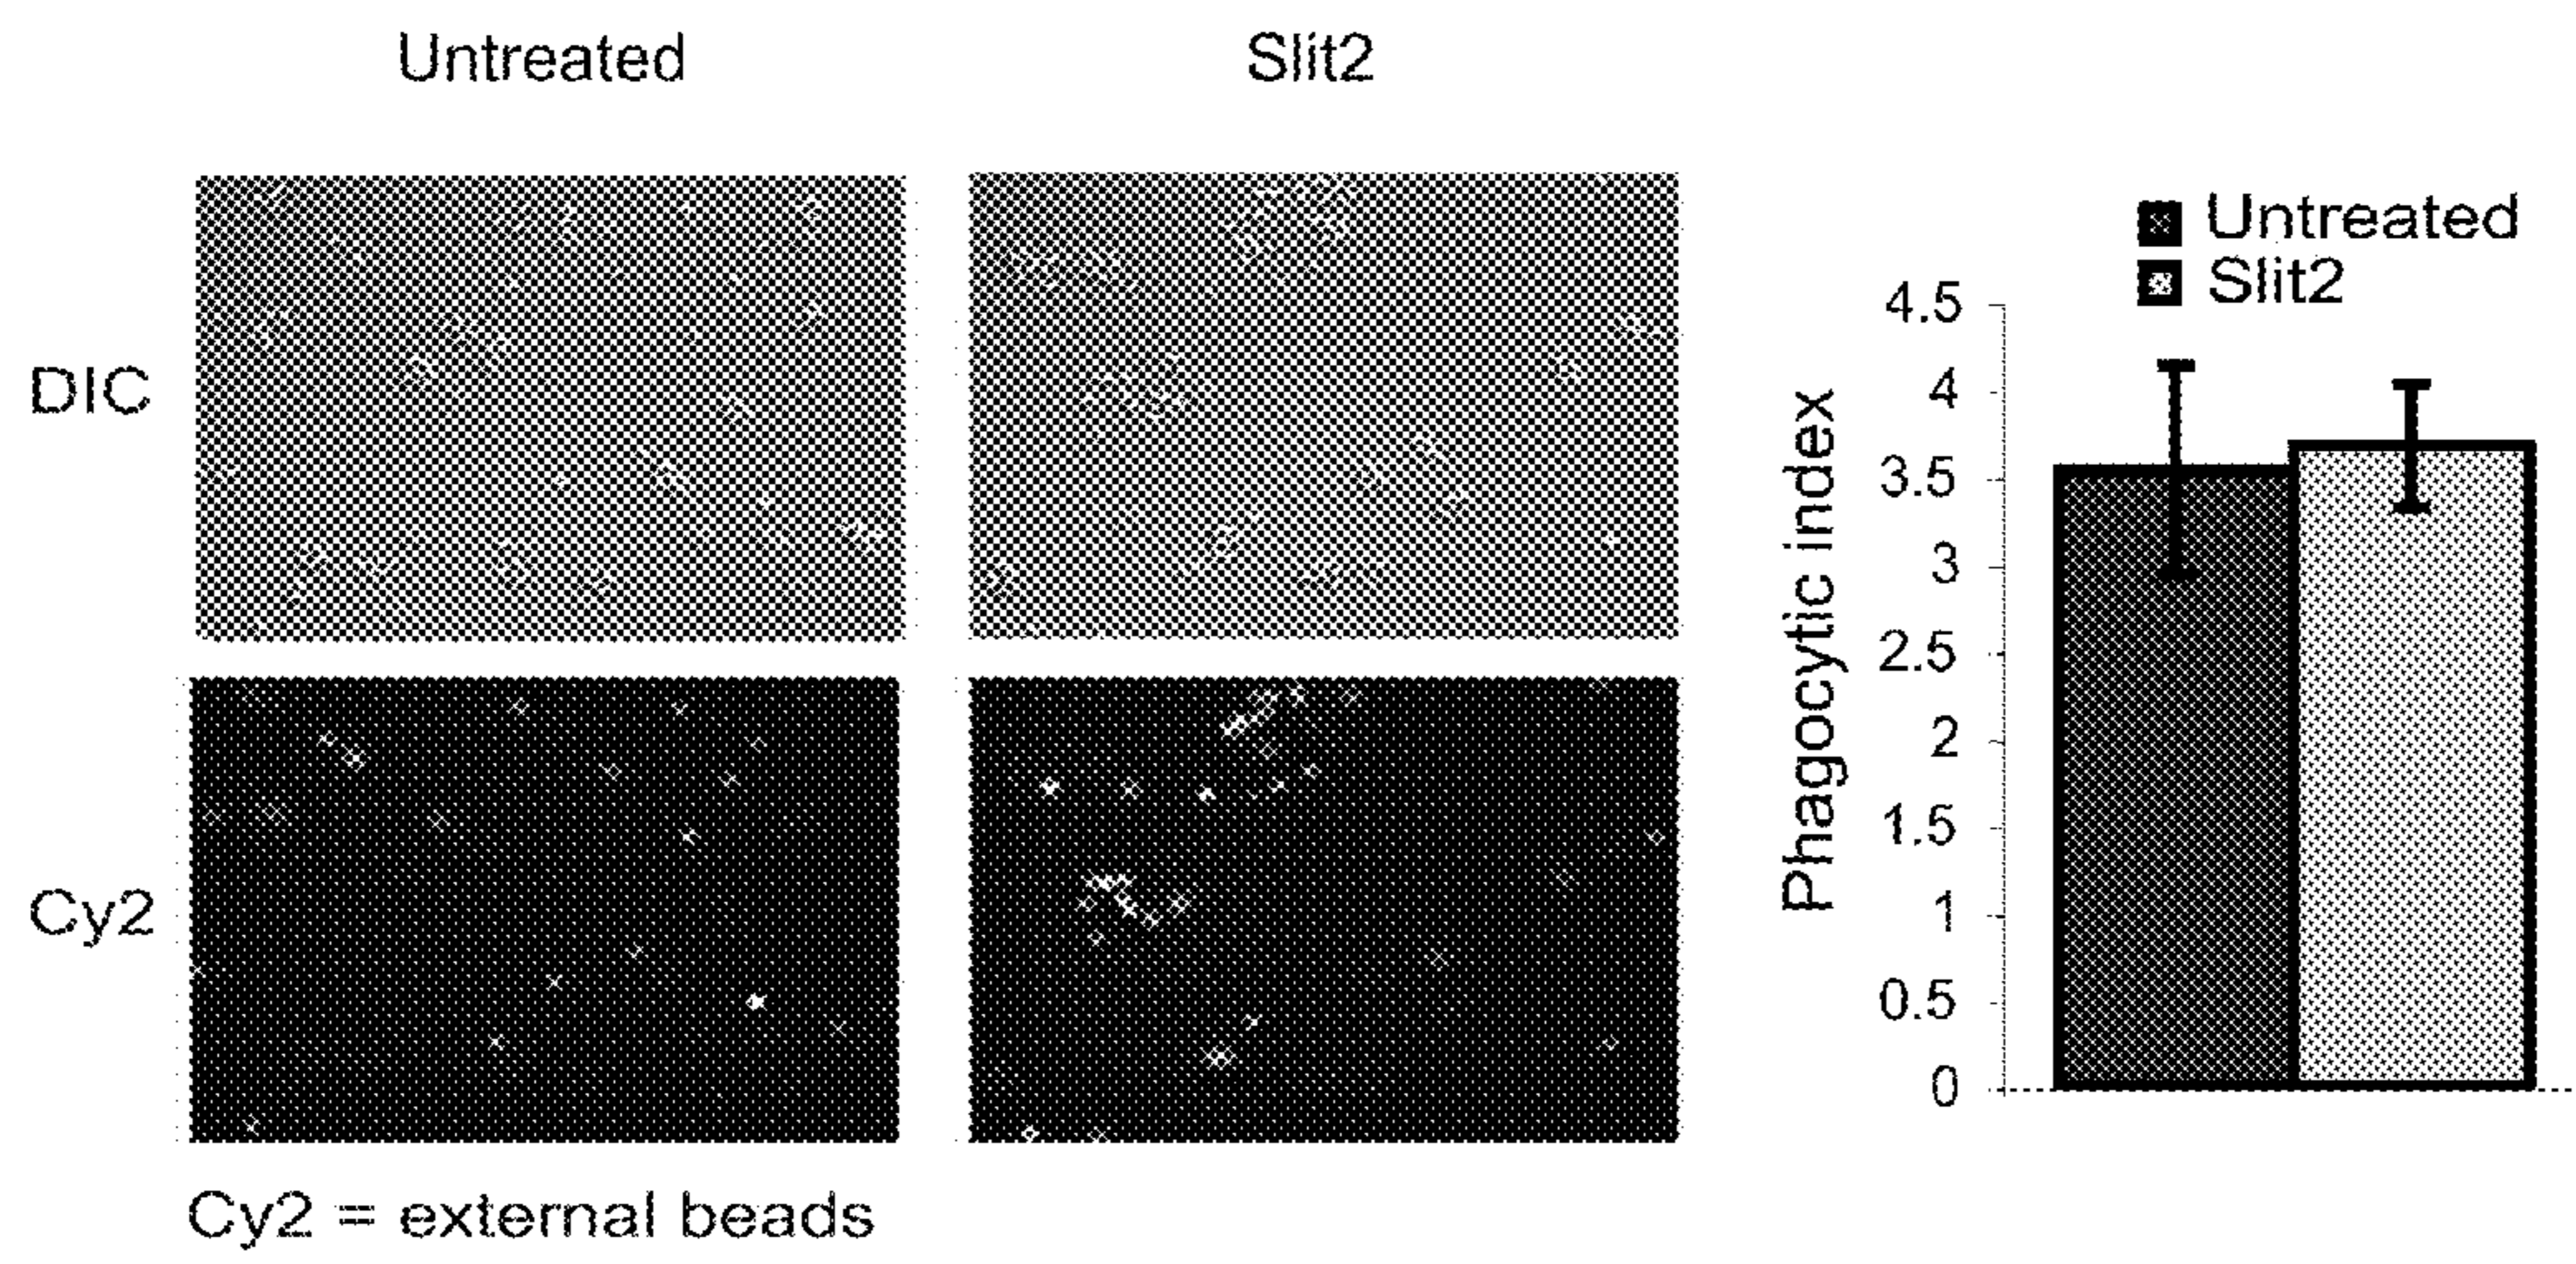 Untreated
Slit2
DIC
Cy2
Cy2 = external beads
Untreated
Slit2
Phagocytic index
4.5
4
3.5
3
2.5
2
1.5
1
0.5
0